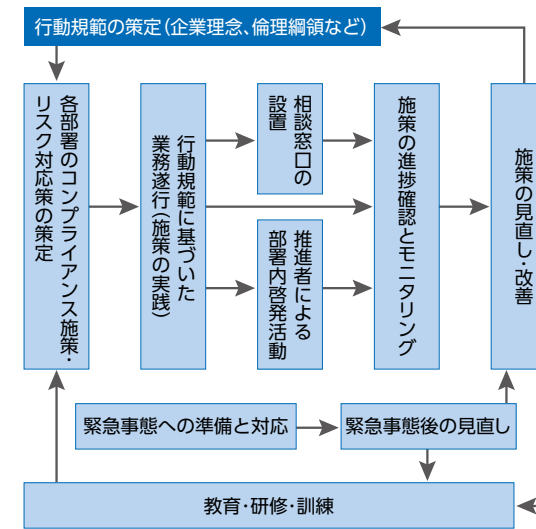 行動規範の策定（企業理念、倫理綱領など）
各部署のコンプライアンス施策・
リスク対応策の策定
行動規範に基づいた
業務遂行（施策の実践）
相談窓口の
設置
推進者による
部署内啓発活動
施策の進捗確認とモニタリング
施策の見直し・改善
緊急事態への準備と対応
緊急事態後の見直し
教育・研修・訓練